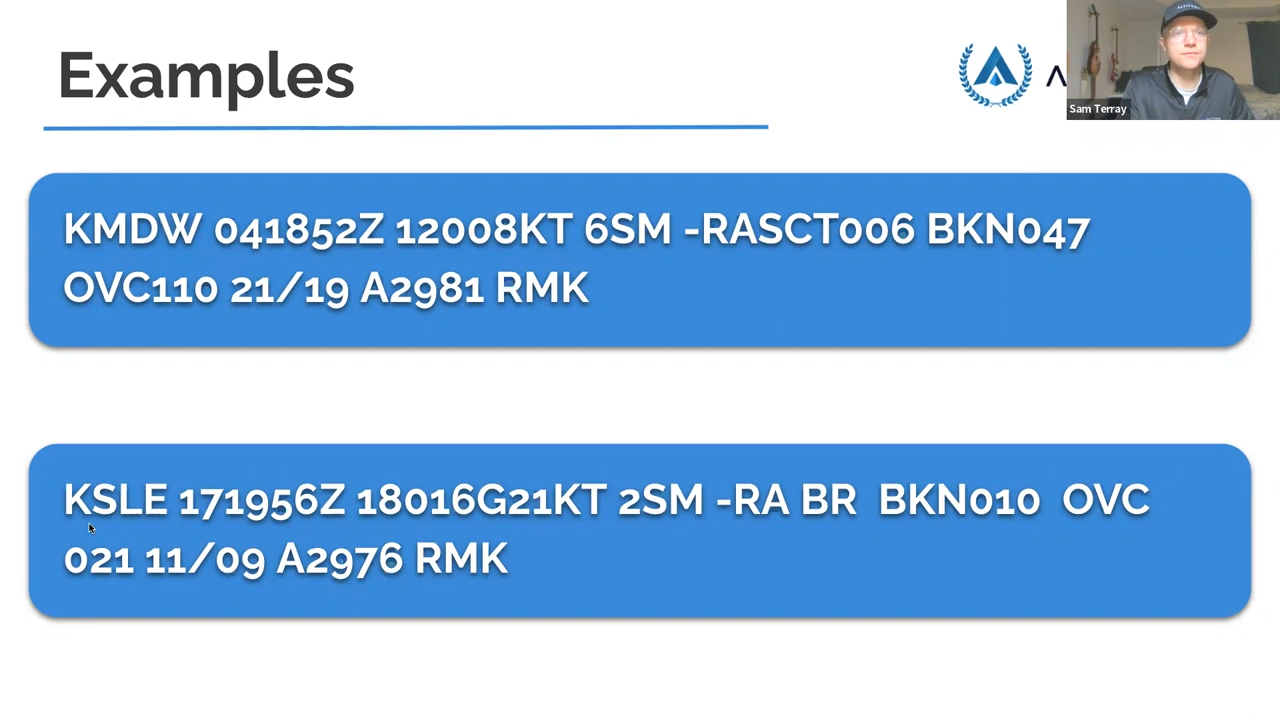 Examples
Sam Terray
KMDW 041852Z 12008KT 6SM -RASCT006 BKN047
OVC110 21/19 A2981 RMK
KSLE 171956Z 18016G21KT 2SM -RA BR BKN010 OVC
021 11/09 A2976 RMK